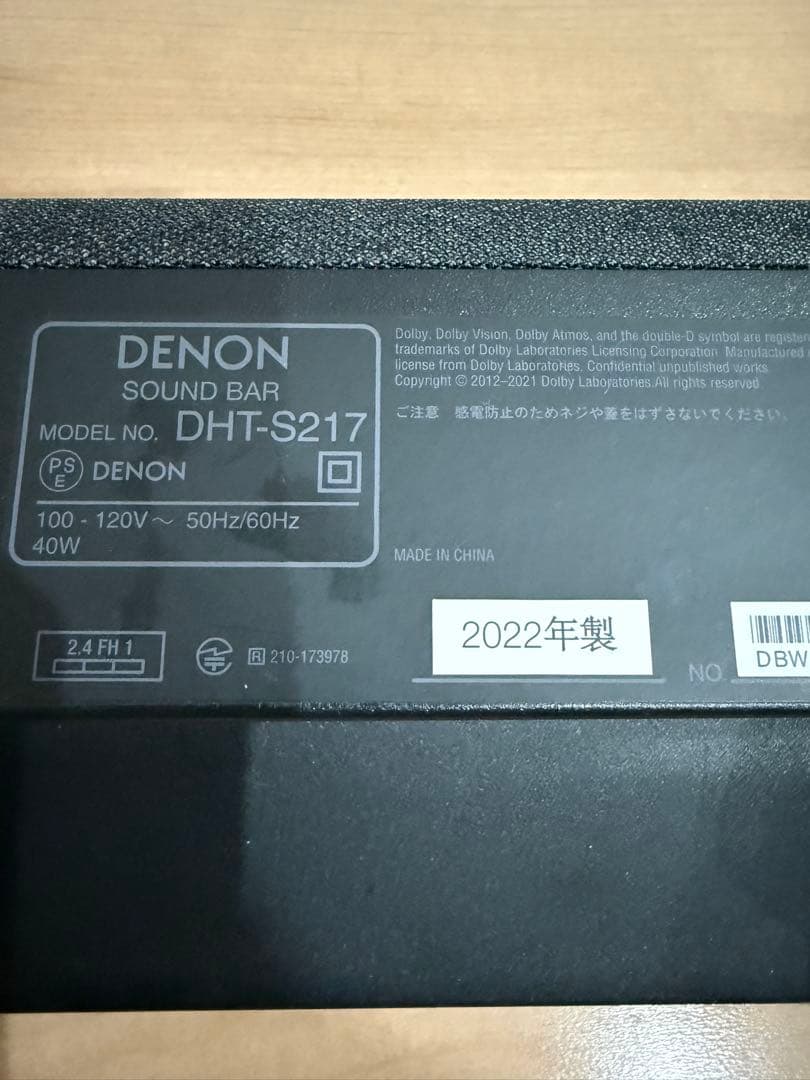 DENON
SOUND BAR
MODEL NO. DHT-S217
PS
E
DENON
100 - 120V～ 50Hz/60Hz
40W
Dolby, Dolby Vision, Dolby Atmos, and the double-D symbol are
trademarks of Dolby Laboratories Licensing Corporation. Manufactured
license from Dolby Laboratories. Confidential unpublished works.
Copyright © 2012–2021 Dolby Laboratories.All rights reserved.
ご注意 感電防止のためネジや蓋をはずさないでください。
MADE IN CHINA
2.4 FH 1
R 210-173978
2022年製
NO
DBW